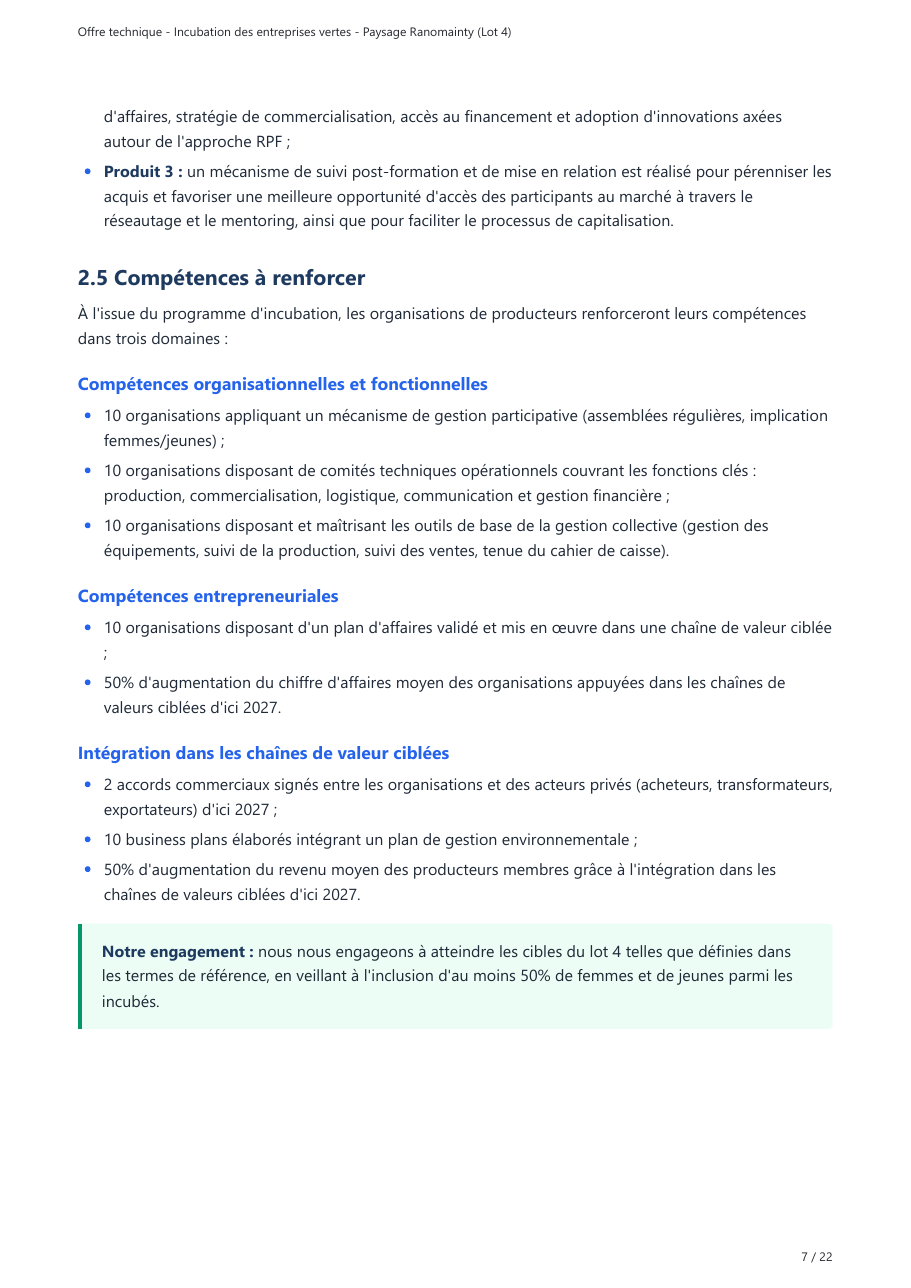 Offre technique - Incubation des entreprises vertes - Paysage Ranomainty (Lot 4)
d'affaires, stratégie de commercialisation, accès au financement et adoption d'innovations axées
autour de l'approche RPF ;
• Produit 3 : un mécanisme de suivi post-formation et de mise en relation est réalisé pour pérenniser les
acquis et favoriser une meilleure opportunité d'accès des participants au marché à travers le
réseautage et le mentoring, ainsi que pour faciliter le processus de capitalisation.
2.5 Compétences à renforcer
À l'issue du programme d'incubation, les organisations de producteurs renforceront leurs compétences
dans trois domaines :
Compétences organisationnelles et fonctionnelles
• 10 organisations appliquant un mécanisme de gestion participative (assemblées régulières, implication
femmes/jeunes) ;
• 10 organisations disposant de comités techniques opérationnels couvrant les fonctions clés :
production, commercialisation, logistique, communication et gestion financière ;
• 10 organisations disposant et maîtrisant les outils de base de la gestion collective (gestion des
équipements, suivi de la production, suivi des ventes, tenue du cahier de caisse).
Compétences entrepreneuriales
• 10 organisations disposant d'un plan d'affaires validé et mis en œuvre dans une chaîne de valeur ciblée
;
• 50% d'augmentation du chiffre d'affaires moyen des organisations appuyées dans les chaînes de
valeurs ciblées d'ici 2027.
Intégration dans les chaînes de valeur ciblées
• 2 accords commerciaux signés entre les organisations et des acteurs privés (acheteurs, transformateurs,
exportateurs) d'ici 2027 ;
• 10 business plans élaborés intégrant un plan de gestion environnementale ;
• 50% d'augmentation du revenu moyen des producteurs membres grâce à l'intégration dans les
chaînes de valeurs ciblées d'ici 2027.
Notre engagement : nous nous engageons à atteindre les cibles du lot 4 telles que définies dans
les termes de référence, en veillant à l'inclusion d'au moins 50% de femmes et de jeunes parmi les
incubés.
7 / 22